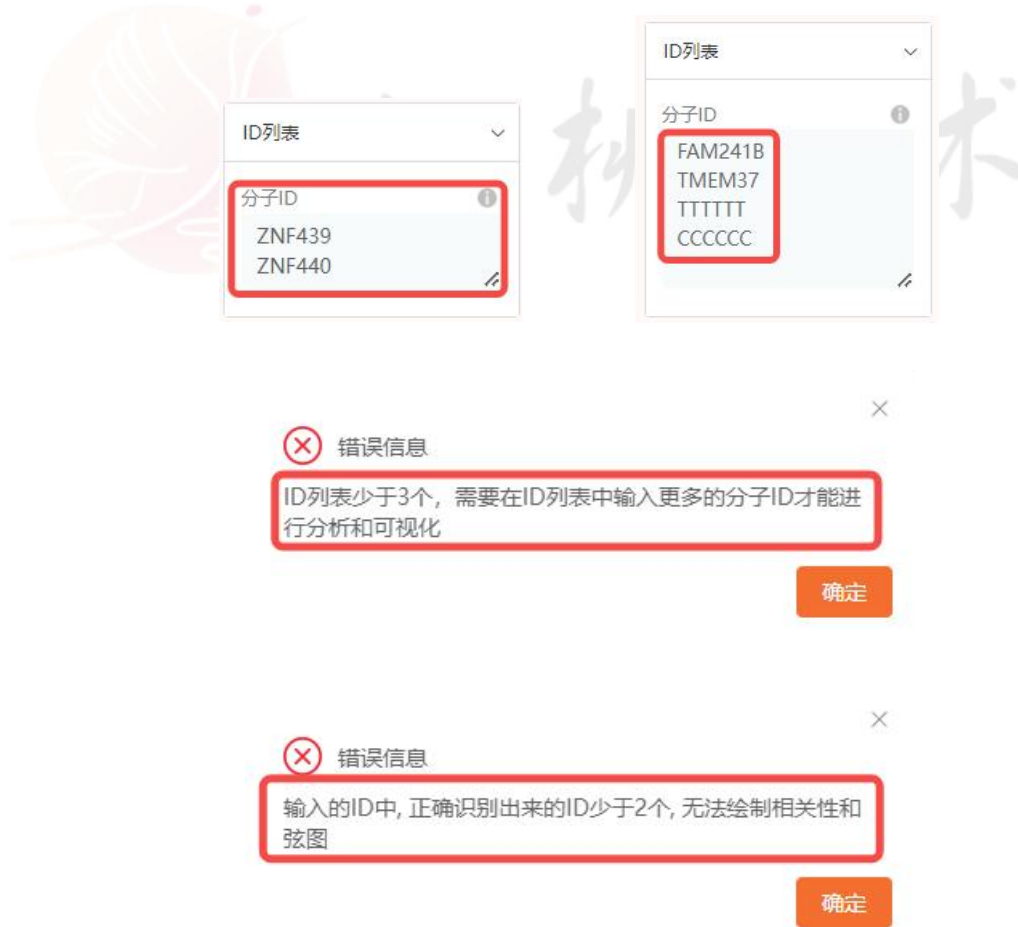 ID列表
分子ID
ZNF439
ZNF440
ID列表
分子ID
FAM241B
TMEM37
TTTTTT
CCCCCC
错误信息
ID列表少于3个，需要在ID列表中输入更多的分子ID才能进
行分析和可视化
确定
错误信息
输入的ID中, 正确识别出来的ID少于2个, 无法绘制相关性和
弦图
确定